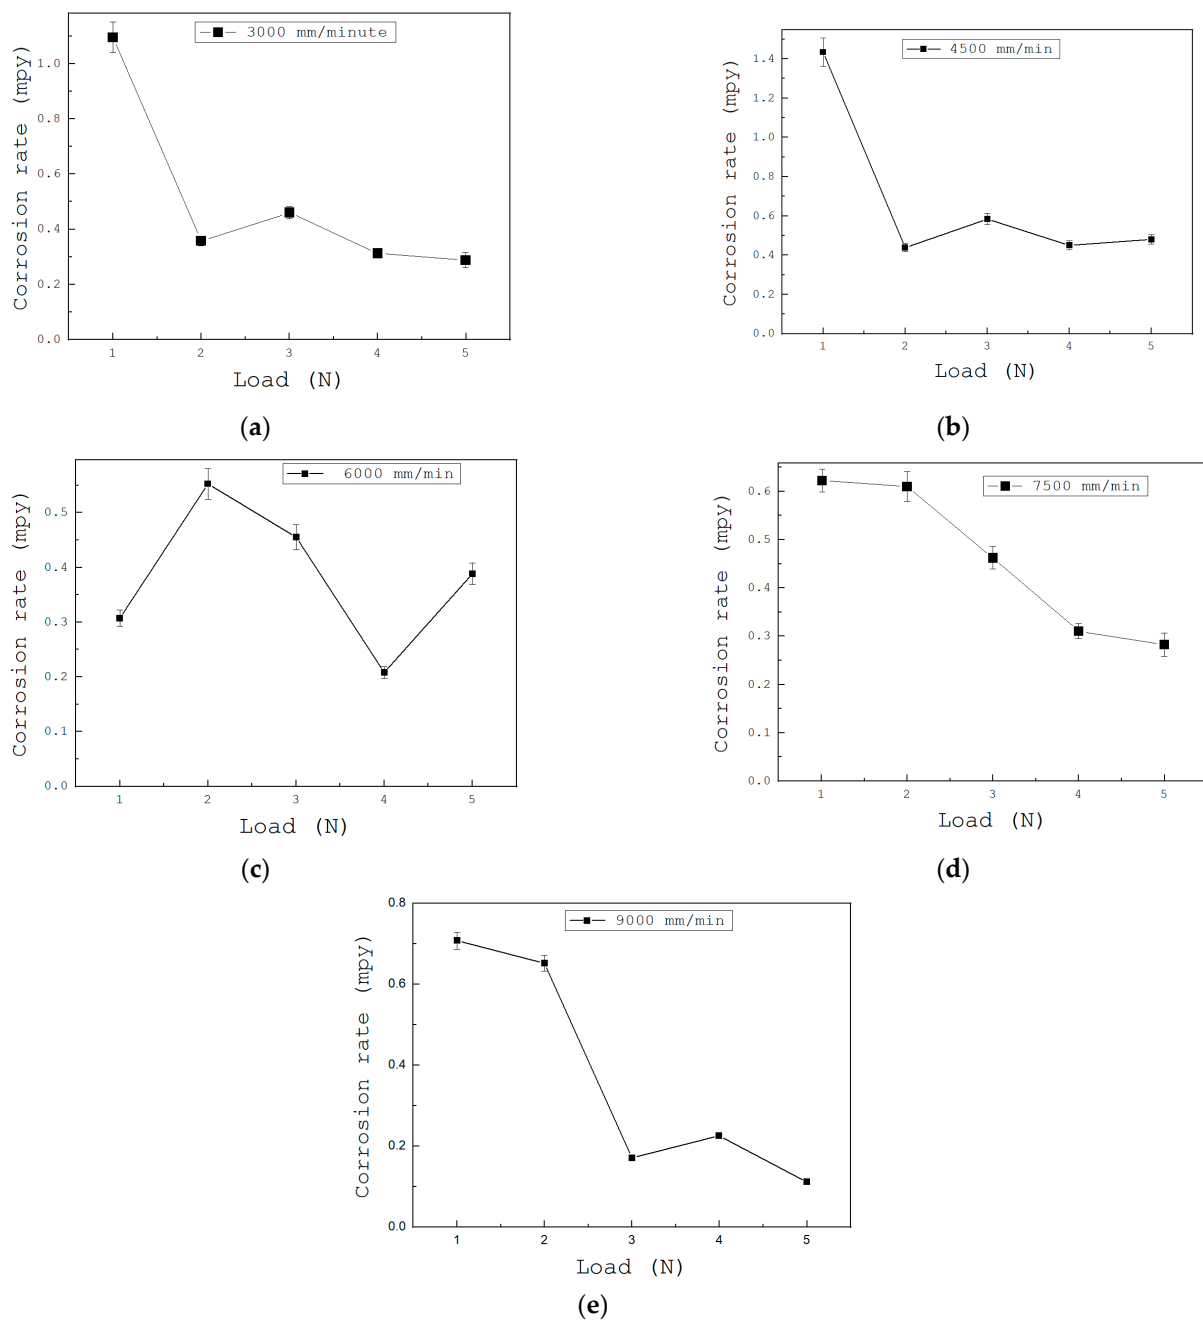 3000 mm/minute
Corrosion rate (mpy)
1.0
0.8
0.6
0.4
0.2
0.0
1 2 3 4 5
Load (N)
(a)
4500 mm/min
Corrosion rate (mpy)
1.4
1.2
1.0
0.8
0.6
0.4
0.2
0.0
1 2 3 4 5
Load (N)
(b)
6000 mm/min
Corrosion rate (mpy)
0.5
0.4
0.3
0.2
0.1
0.0
1 2 3 4 5
Load (N)
(c)
7500 mm/min
Corrosion rate (mpy)
0.6
0.5
0.4
0.3
0.2
0.1
0.0
1 2 3 4 5
Load (N)
(d)
9000 mm/min
Corrosion rate (mpy)
0.8
0.6
0.4
0.2
0.0
1 2 3 4 5
Load (N)
(e)